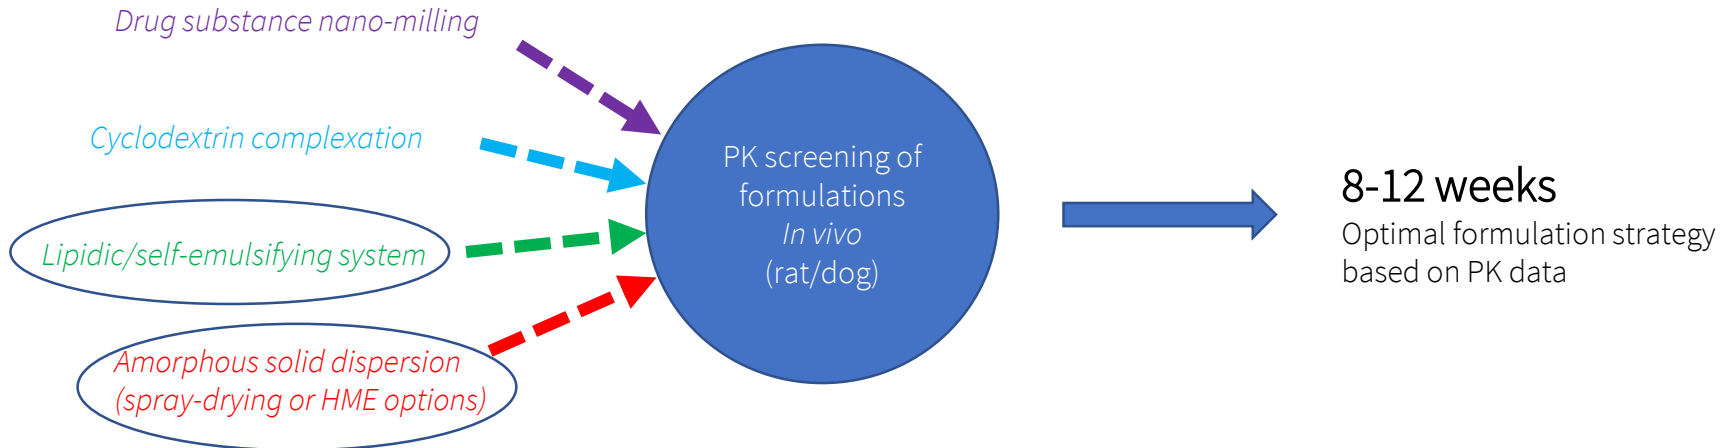 Drug substance nano-milling
Cyclodextrin complexation
Lipidic/self-emulsifying system
Amorphous solid dispersion
(spray-drying or HME options)
PK screening of
formulations
In vivo
(rat/dog)
8-12 weeks
Optimal formulation strategy
based on PK data